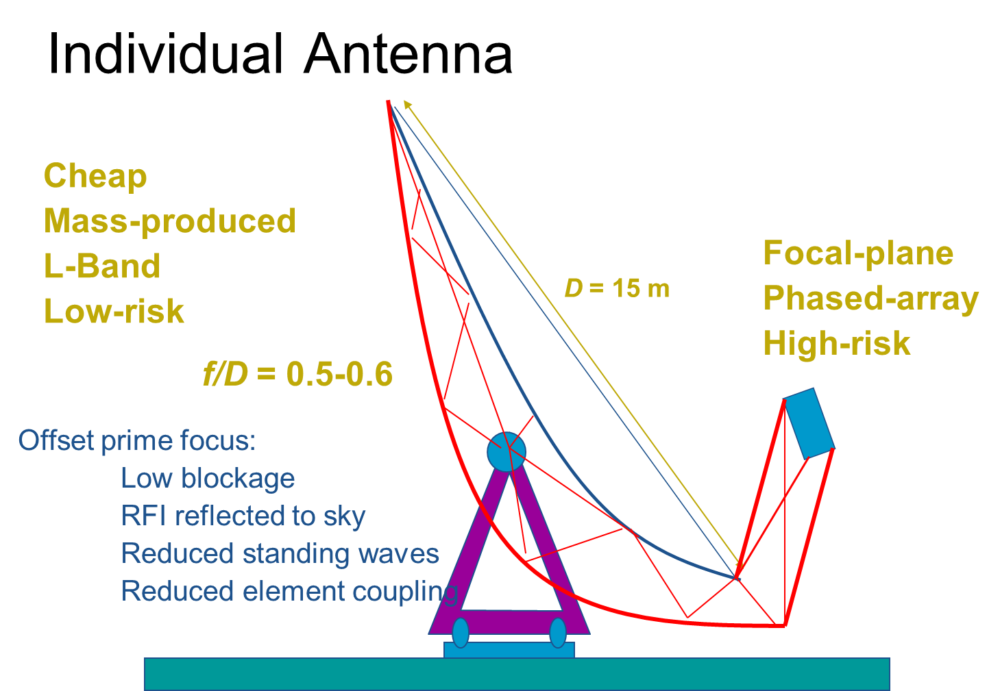 Individual Antenna
Cheap
Mass-produced
L-Band
Low-risk
D = 15 m
Focal-plane
Phased-array
High-risk
f/D = 0.5-0.6
Offset prime focus:
Low blockage
RFI reflected to sky
Reduced standing waves
Reduced element coupling